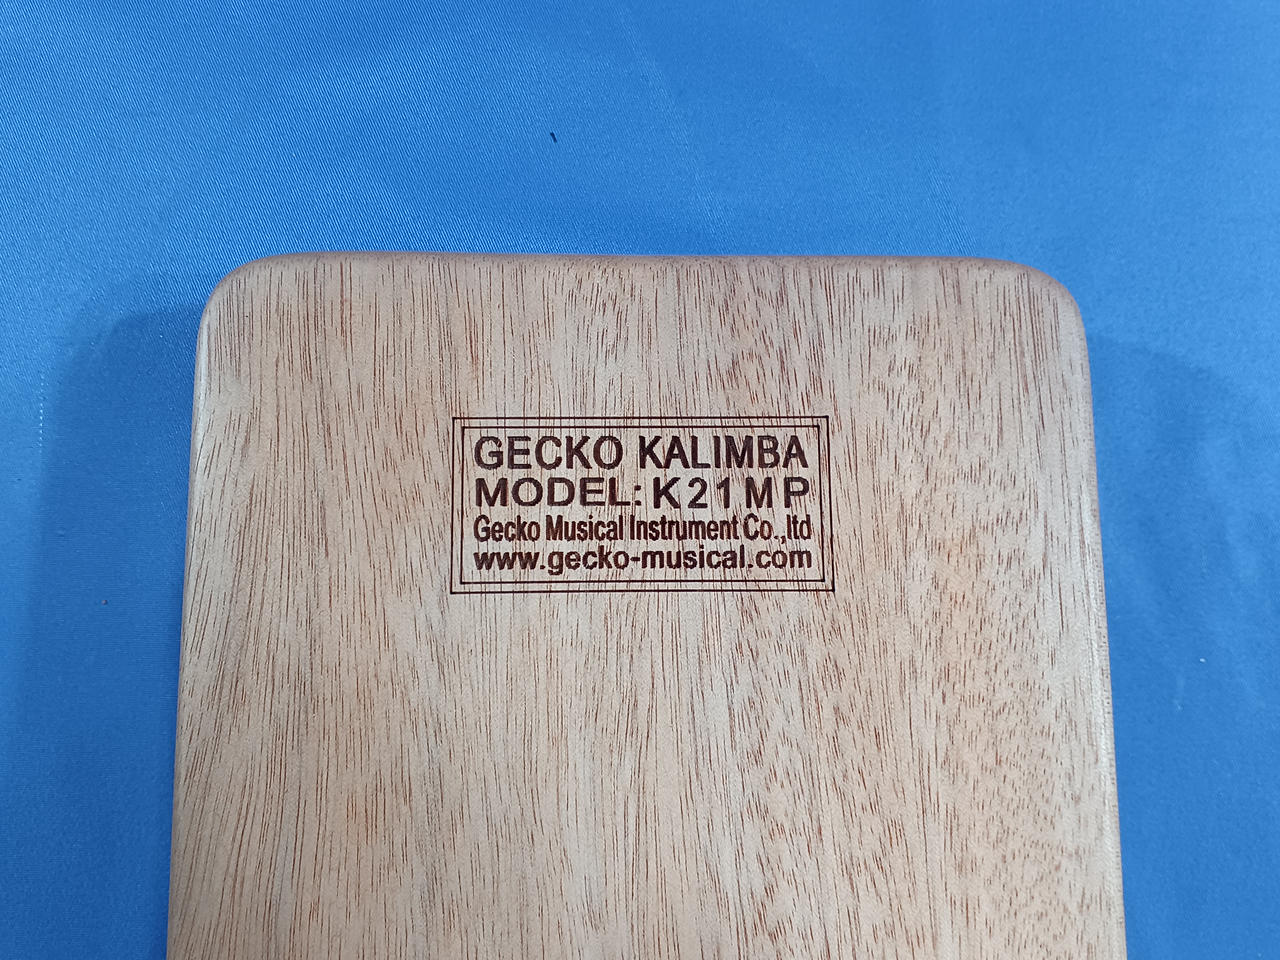 GECKO KALIMBA
MODEL: K21MP
Gecko Musical Instrument Co.,ltd
www.gecko-musical.com